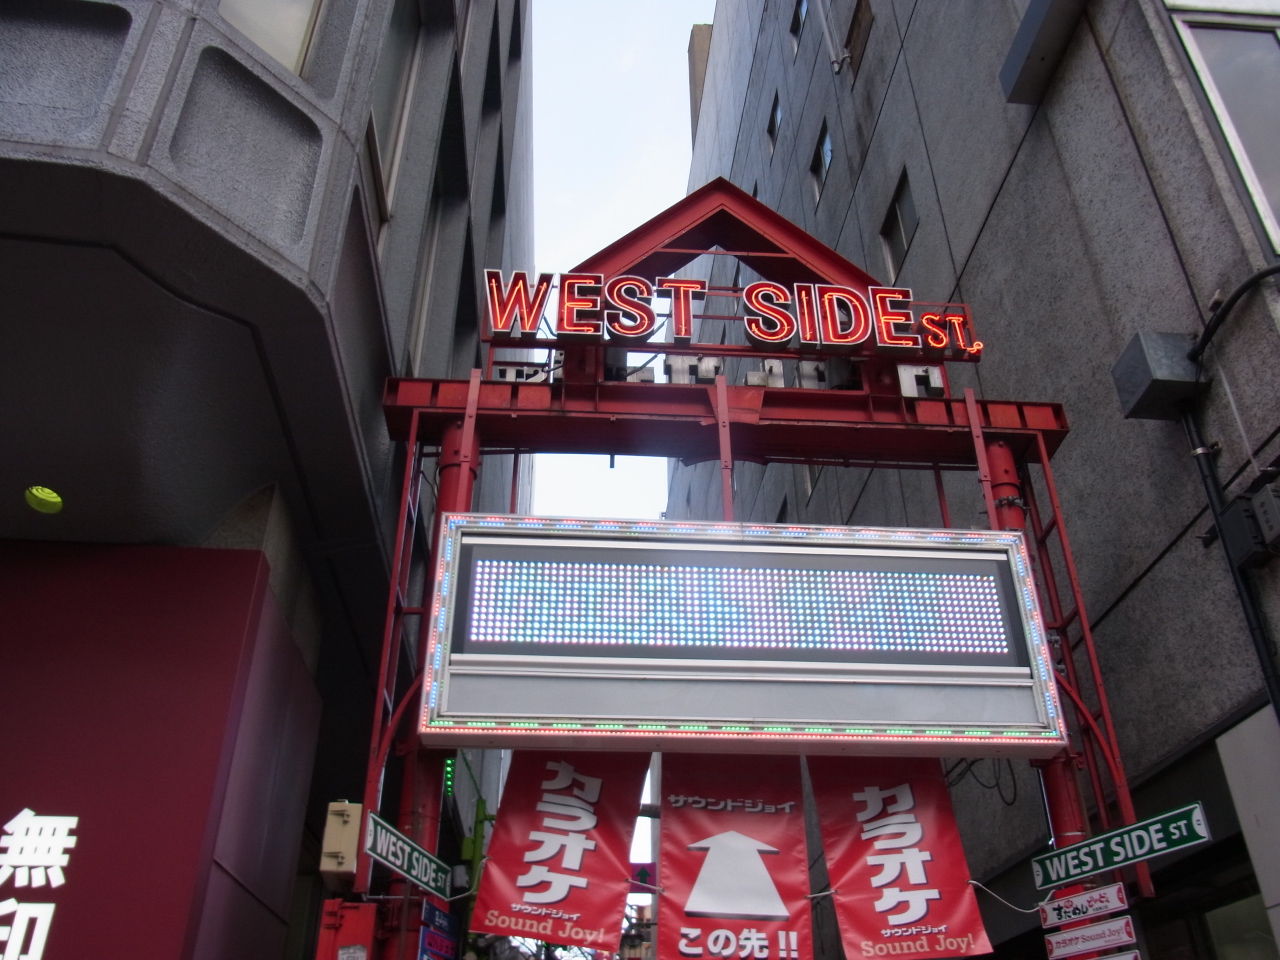 WEST SIDE ST.
カラオケ
サウンドジョイ
Sound Joy!
サウンドジョイ
この先!!
カラオケ
サウンドジョイ
Sound Joy!
WEST SIDE ST
WEST SIDE ST
カラオケ Sound Joy!
無
印